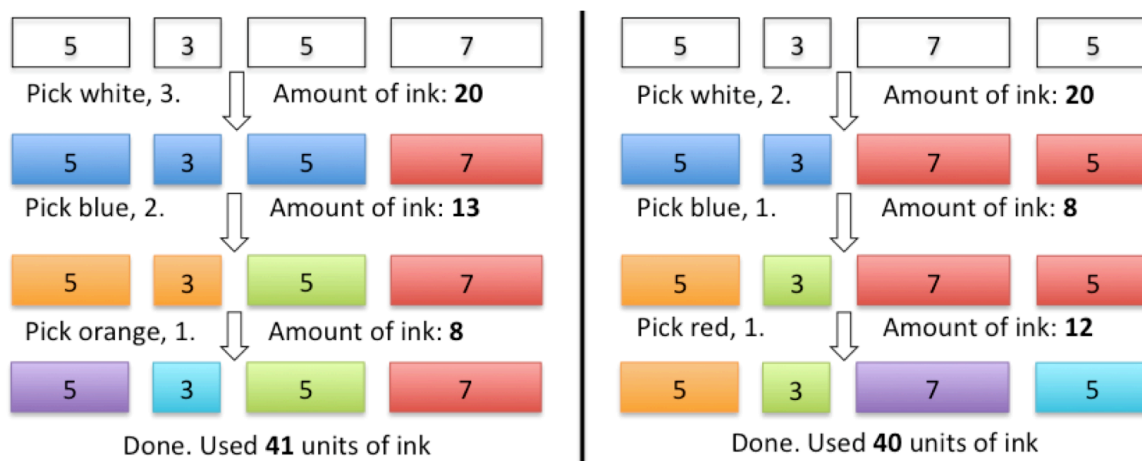 5 3 5 7
Pick white, 3. Amount of ink: 20
5 3 5 7
Pick blue, 2. Amount of ink: 13
5 3 5 7
Pick orange, 1. Amount of ink: 8
5 3 5 7
Done. Used 41 units of ink
5 3 7 5
Pick white, 2. Amount of ink: 20
5 3 7 5
Pick blue, 1. Amount of ink: 8
5 3 7 5
Pick red, 1. Amount of ink: 12
5 3 7 5
Done. Used 40 units of ink